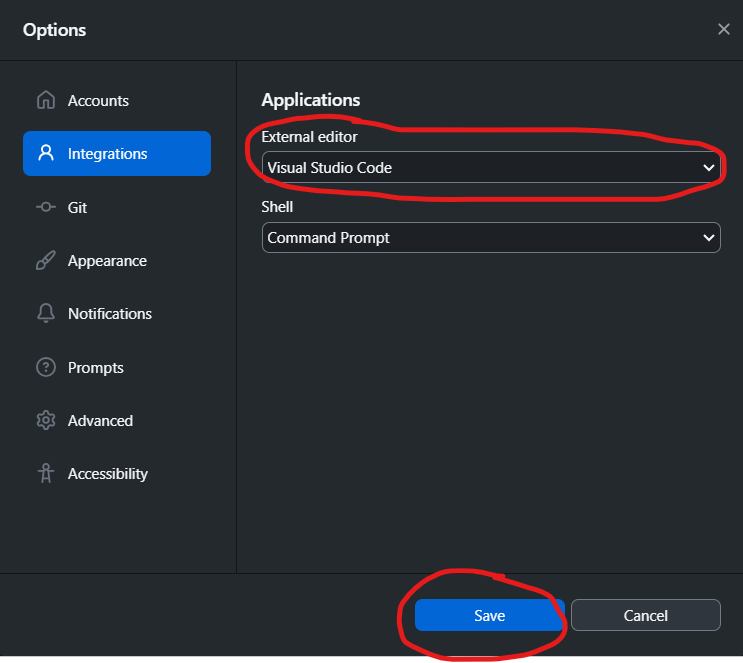 Options
Accounts
Integrations
Git
Appearance
Notifications
Prompts
Advanced
Accessibility
Applications
External editor
Visual Studio Code
Shell
Command Prompt
Save
Cancel